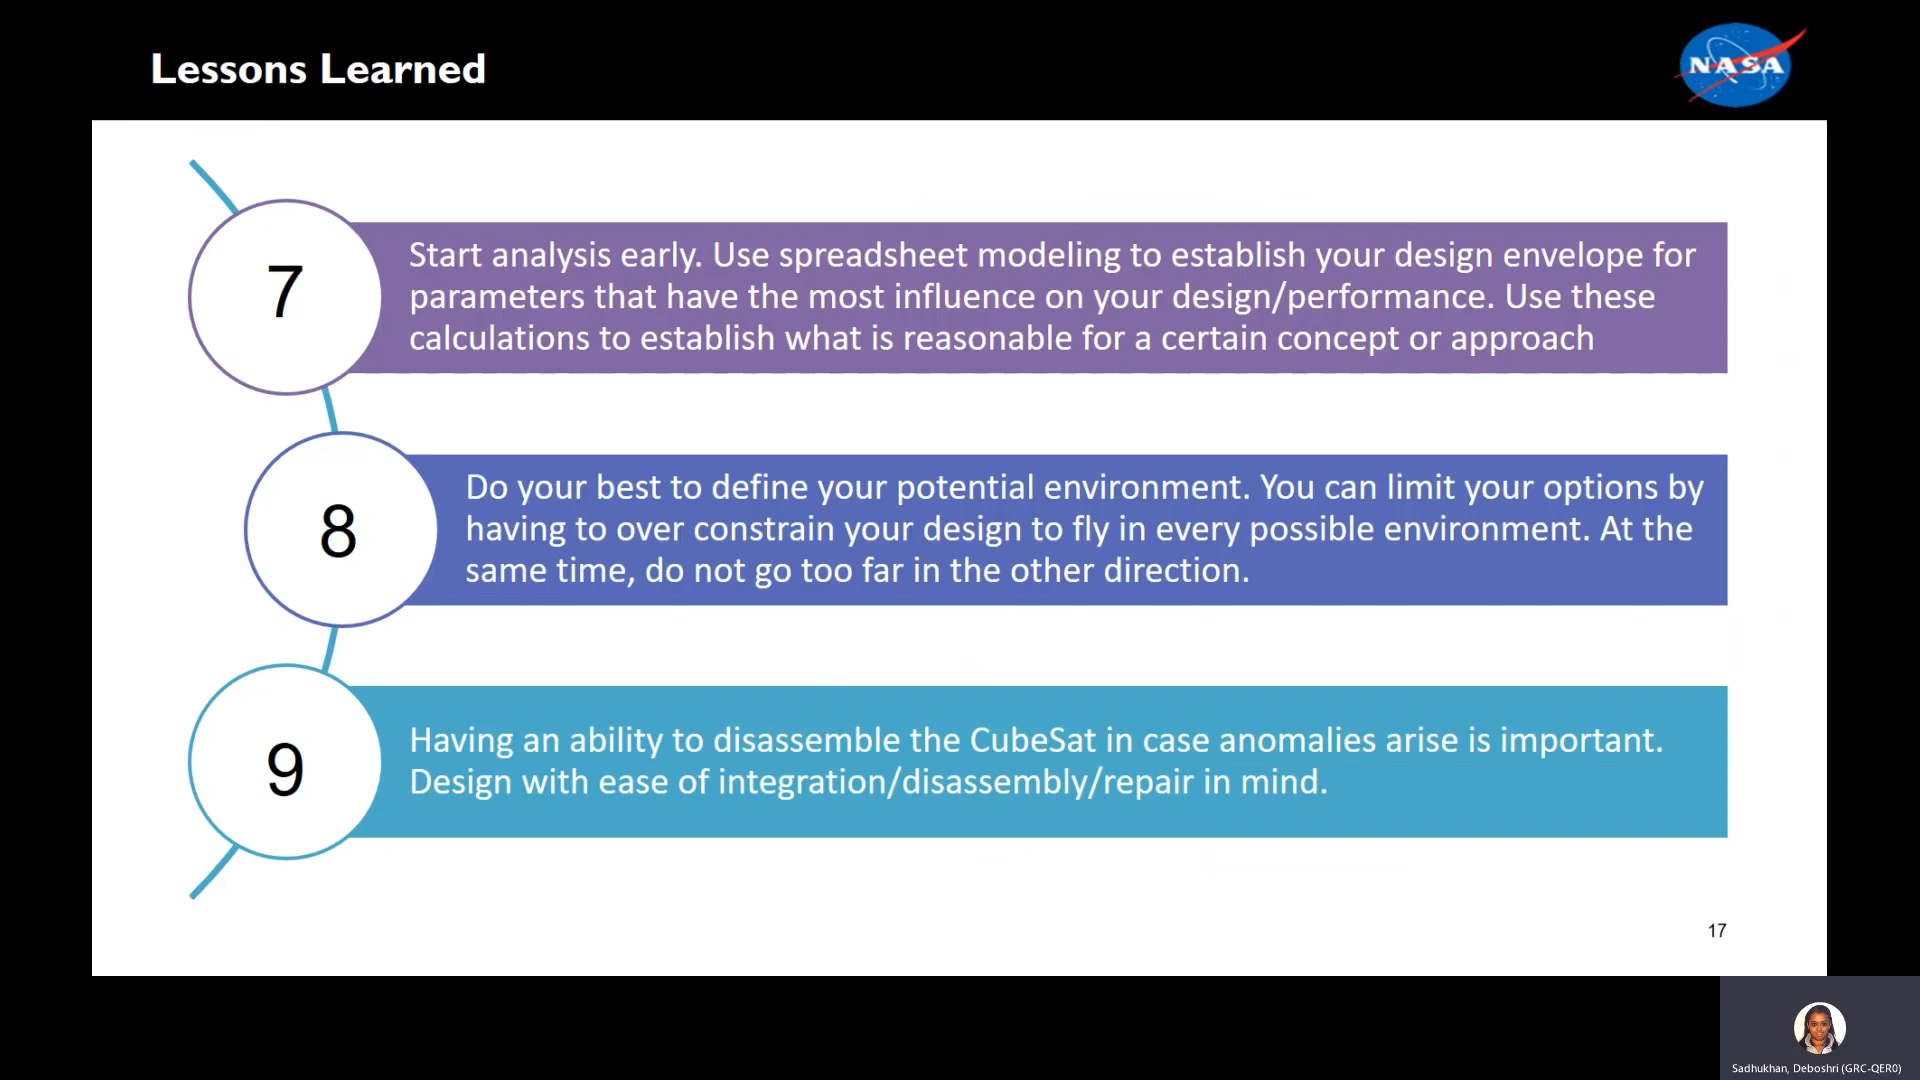 Lessons Learned
NASA
7
Start analysis early. Use spreadsheet modeling to establish your design envelope for
parameters that have the most influence on your design/performance. Use these
calculations to establish what is reasonable for a certain concept or approach
8
Do your best to define your potential environment. You can limit your options by
having to over constrain your design to fly in every possible environment. At the
same time, do not go too far in the other direction.
9
Having an ability to disassemble the CubeSat in case anomalies arise is important.
Design with ease of integration/disassembly/repair in mind.
17
Sadhukhan, Deboshri (GRC-QER0)